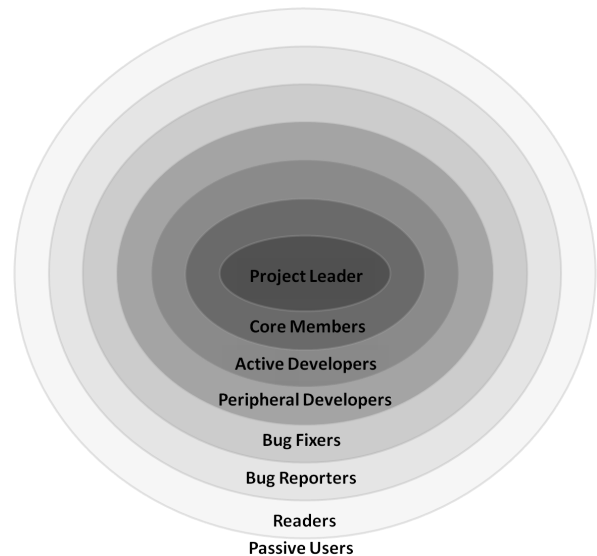 Project Leader
Core Members
Active Developers
Peripheral Developers
Bug Fixers
Bug Reporters
Readers
Passive Users